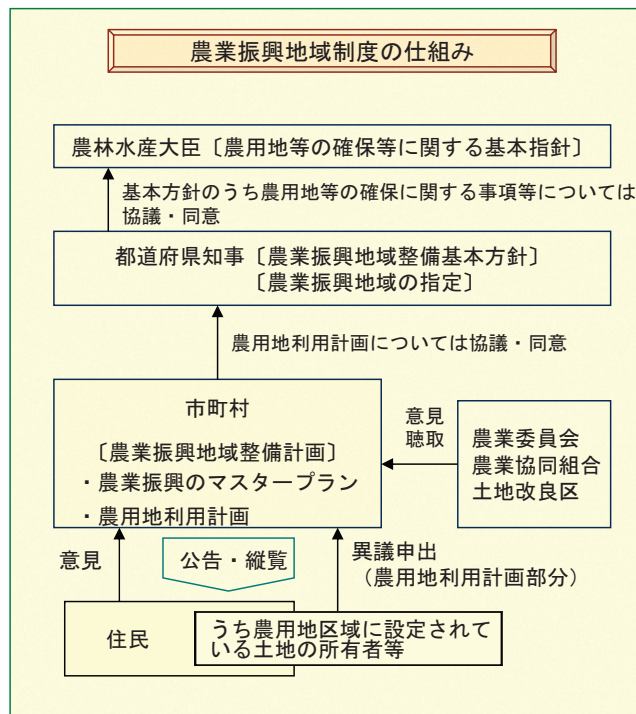 農業振興地域制度の仕組み
農林水産大臣〔農用地等の確保等に関する基本指針〕
基本方針のうち農用地等の確保に関する事項等については
協議・同意
都道府県知事〔農業振興地域整備基本方針〕
〔農業振興地域の指定〕
農用地利用計画については協議・同意
市町村
〔農業振興地域整備計画〕
・農業振興のマスタープラン
・農用地利用計画
意見
聴取
農業委員会
農業協同組合
土地改良区
意見
公告・縦覧
異議申出
（農用地利用計画部分）
住民
うち農用地区域に設定されて
いる土地の所有者等